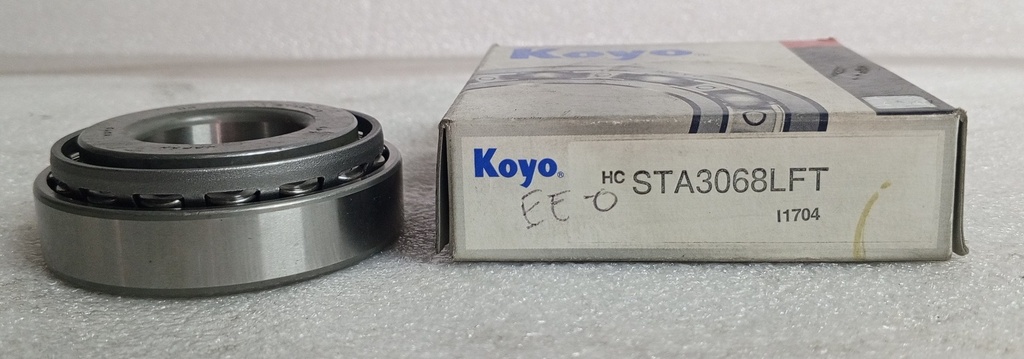 Koyo®
Koyo®
HC STA3068LFT
EE-0
I1704